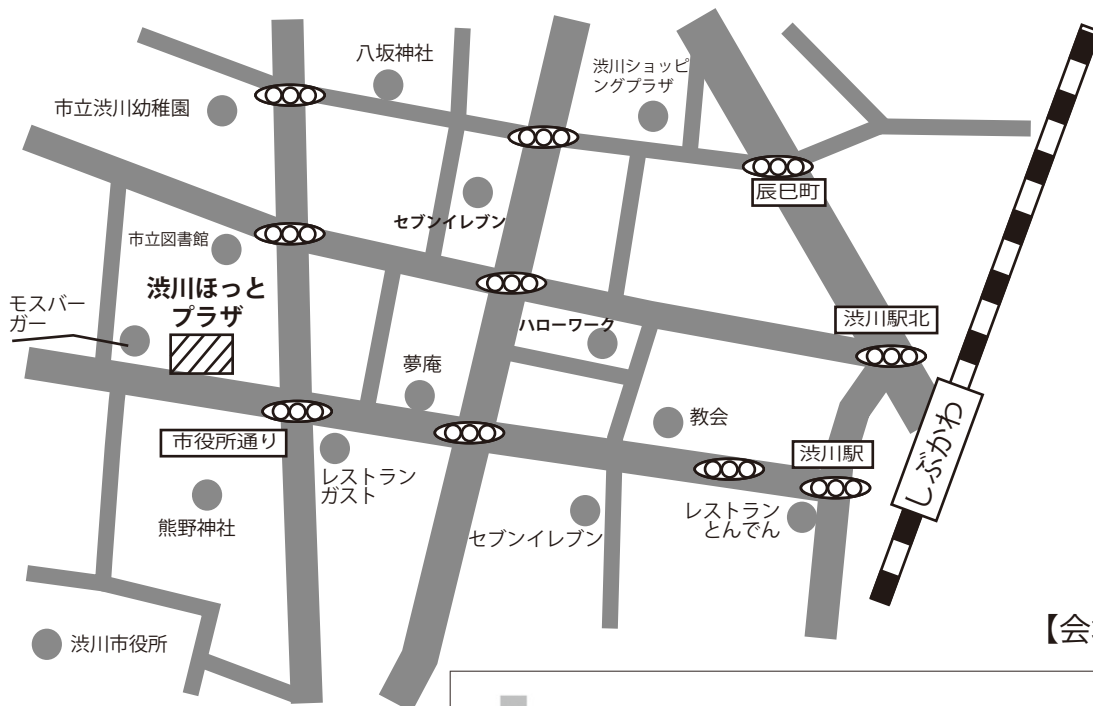 八坂神社
渋川ショッピ
ングプラザ
市立渋川幼稚園
辰巳町
セブンイレブン
市立図書館
渋川ほっと
プラザ
モスバー
ガー
ハローワーク
渋川駅北
夢庵
教会
しぶかわ
市役所通り
渋川駅
レストラン
ガスト
熊野神社
セブンイレブン
レストラン
とんでん
渋川市役所
【会